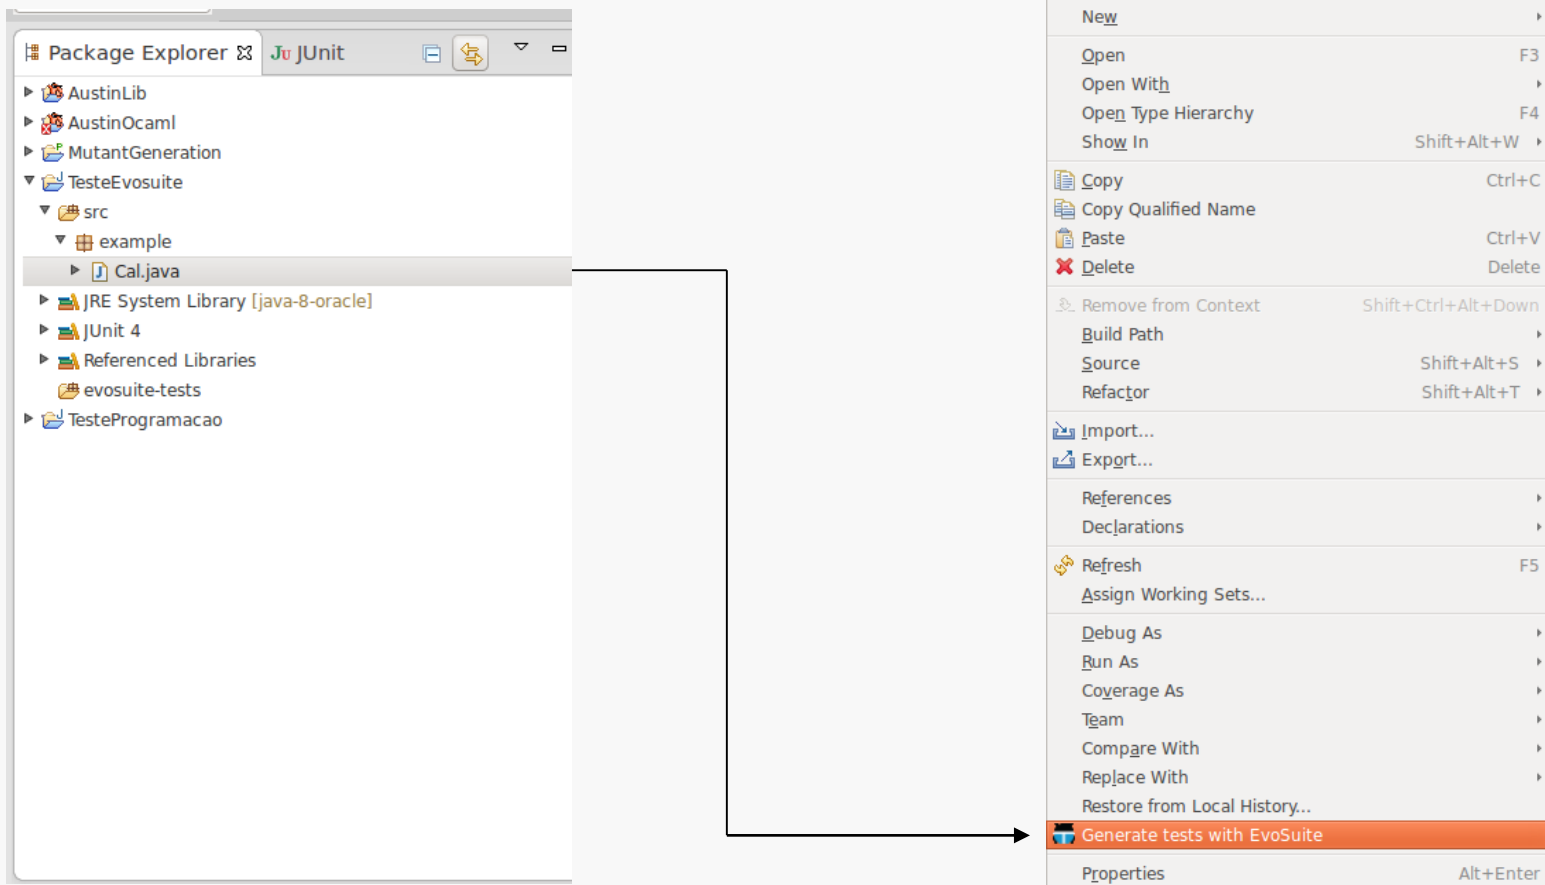 Package Explorer
JU JUnit
AustinLib
AustinOcaml
MutantGeneration
TesteEvosuite
src
example
Cal.java
JRE System Library [java-8-oracle]
JUnit 4
Referenced Libraries
evosuite-tests
TesteProgramacao
New
Open F3
Open With
Open Type Hierarchy F4
Show In Shift+Alt+W
Copy Ctrl+C
Copy Qualified Name
Paste Ctrl+V
Delete Delete
Remove from Context Shift+Ctrl+Alt+Down
Build Path
Source Shift+Alt+S
Refactor Shift+Alt+T
Import...
Export...
References
Declarations
Refresh F5
Assign Working Sets...
Debug As
Run As
Coverage As
Team
Compare With
Replace With
Restore from Local History...
Generate tests with EvoSuite
Properties Alt+Enter